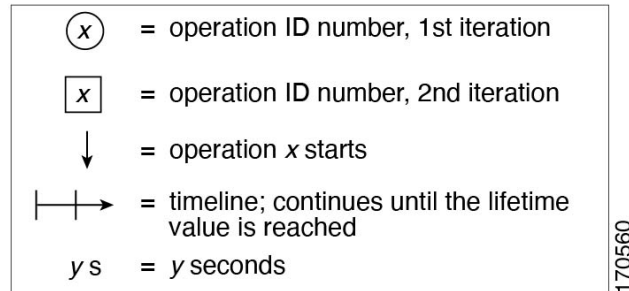 x = operation ID number, 1st iteration
x = operation ID number, 2nd iteration
= operation x starts
= timeline; continues until the lifetime
value is reached
y s = y seconds
170560